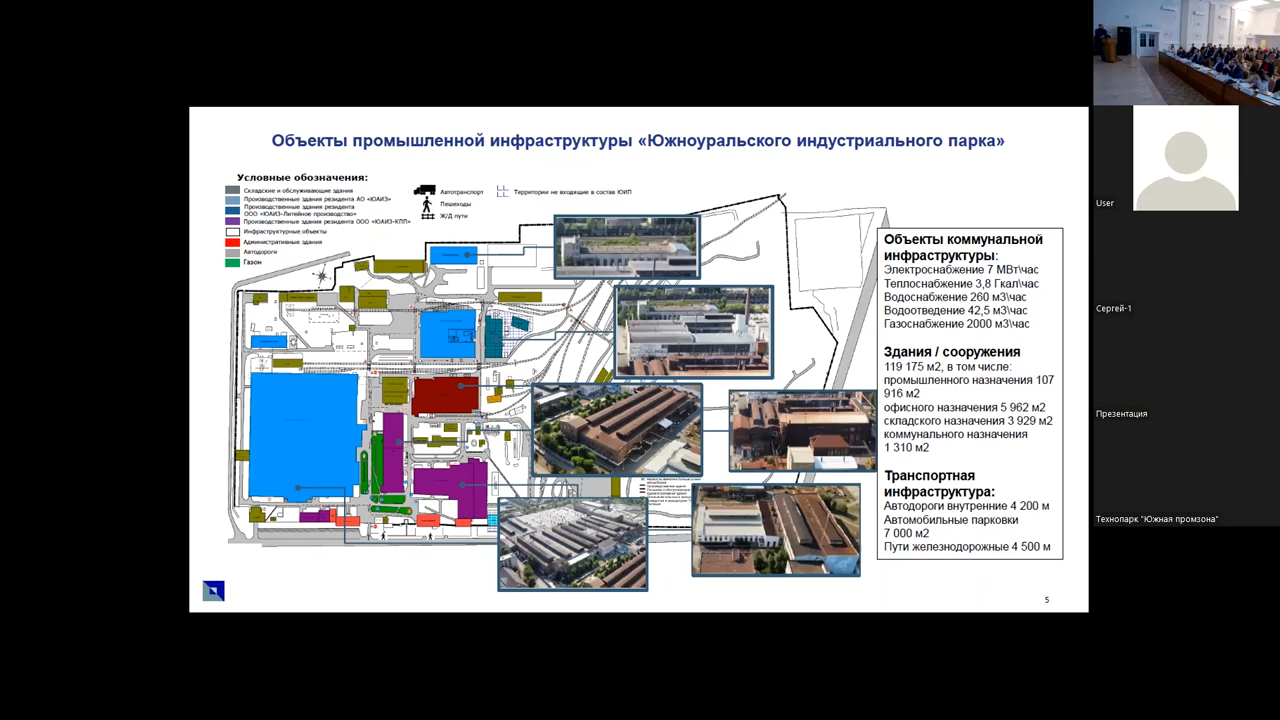 Объекты промышленной инфраструктуры «Южноуральского индустриального парка»
Условные обозначения:
Складские и обслуживающие здания
Производственные здания резидента АО «ЮАИЗ»
Производственные здания резидента
ООО «ЮАИЗ-Литейное производство»
Производственные здания резидента ООО «ЮАИЗ-КПП»
Инфраструктурные объекты
Административные здания
Автодороги
Газон
Автотранспорт
Пешеходы
Ж/Д пути
Территории не входящие в состав ЮИП
Объекты коммунальной
инфраструктуры:
Электроснабжение 7 МВт\час
Теплоснабжение 3,8 Гкал\час
Водоснабжение 260 м3\час
Водоотведение 42,5 м3\час
Газоснабжение 2000 м3\час
Здания / сооружения
119 175 м2, в том числе:
промышленного назначения 107
916 м2
офисного назначения 5 962 м2
складского назначения 3 929 м2
коммунального назначения
1 310 м2
Транспортная
инфраструктура:
Автодороги внутренние 4 200 м
Автомобильные парковки
7 000 м2
Пути железнодорожные 4 500 м
5
User
Сергей-1
Презентация
Технопарк "Южная промзона"